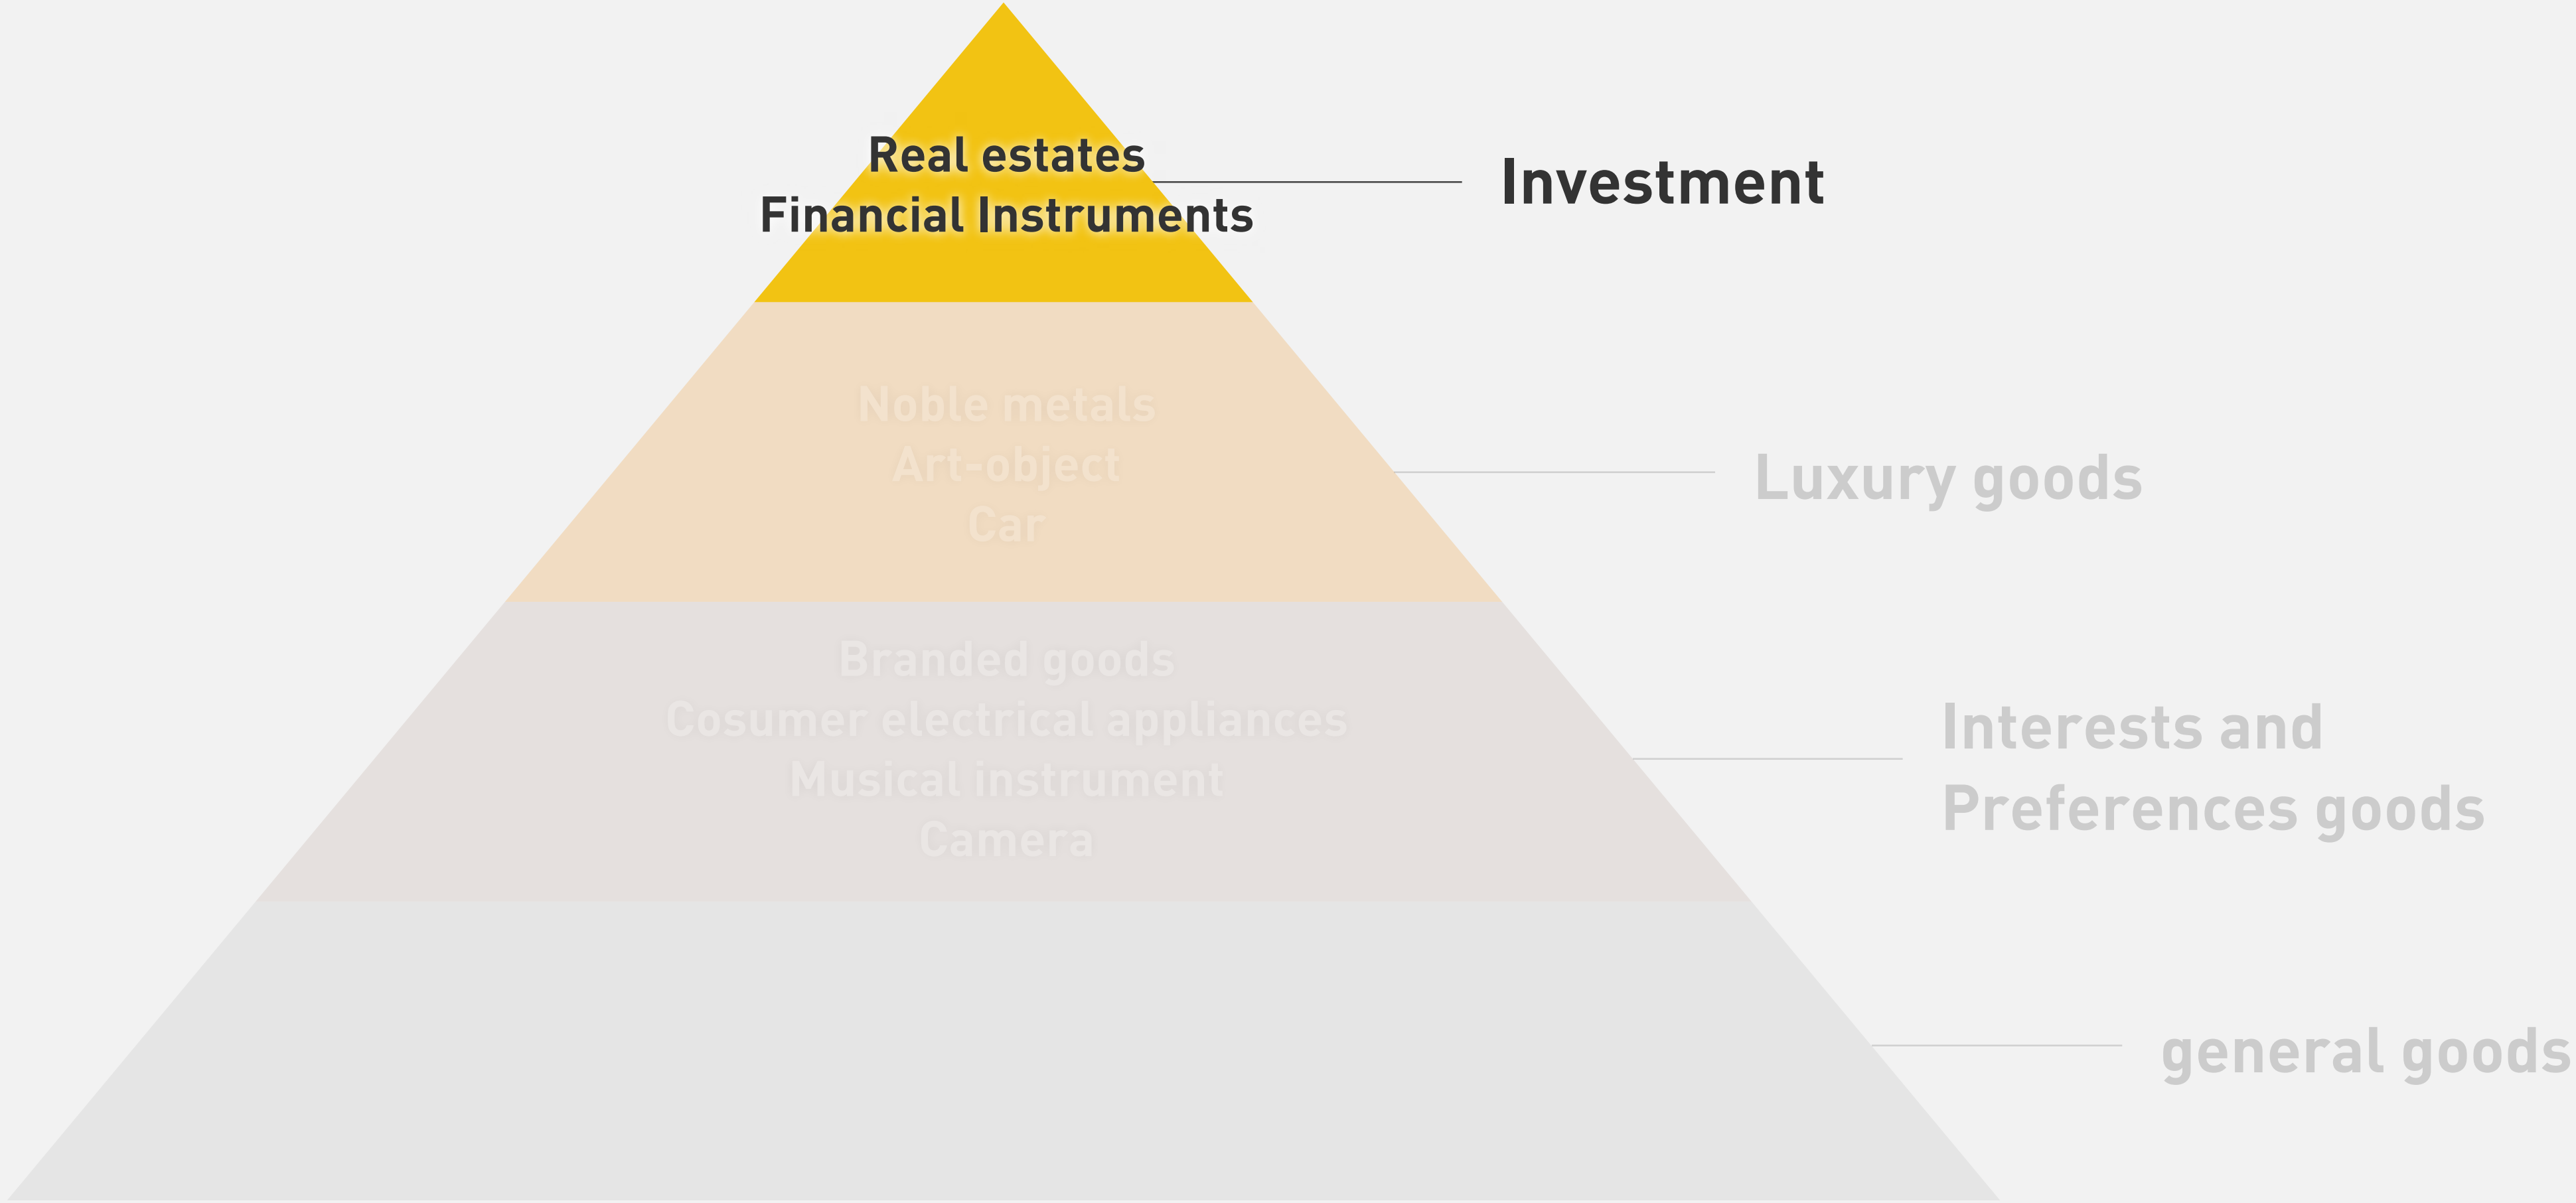 Real estates
Financial Instruments
Investment
Noble metals
Art-object
Car
Luxury goods
Branded goods
Cosumer electrical appliances
Musical instrument
Camera
Interests and
Preferences goods
general goods